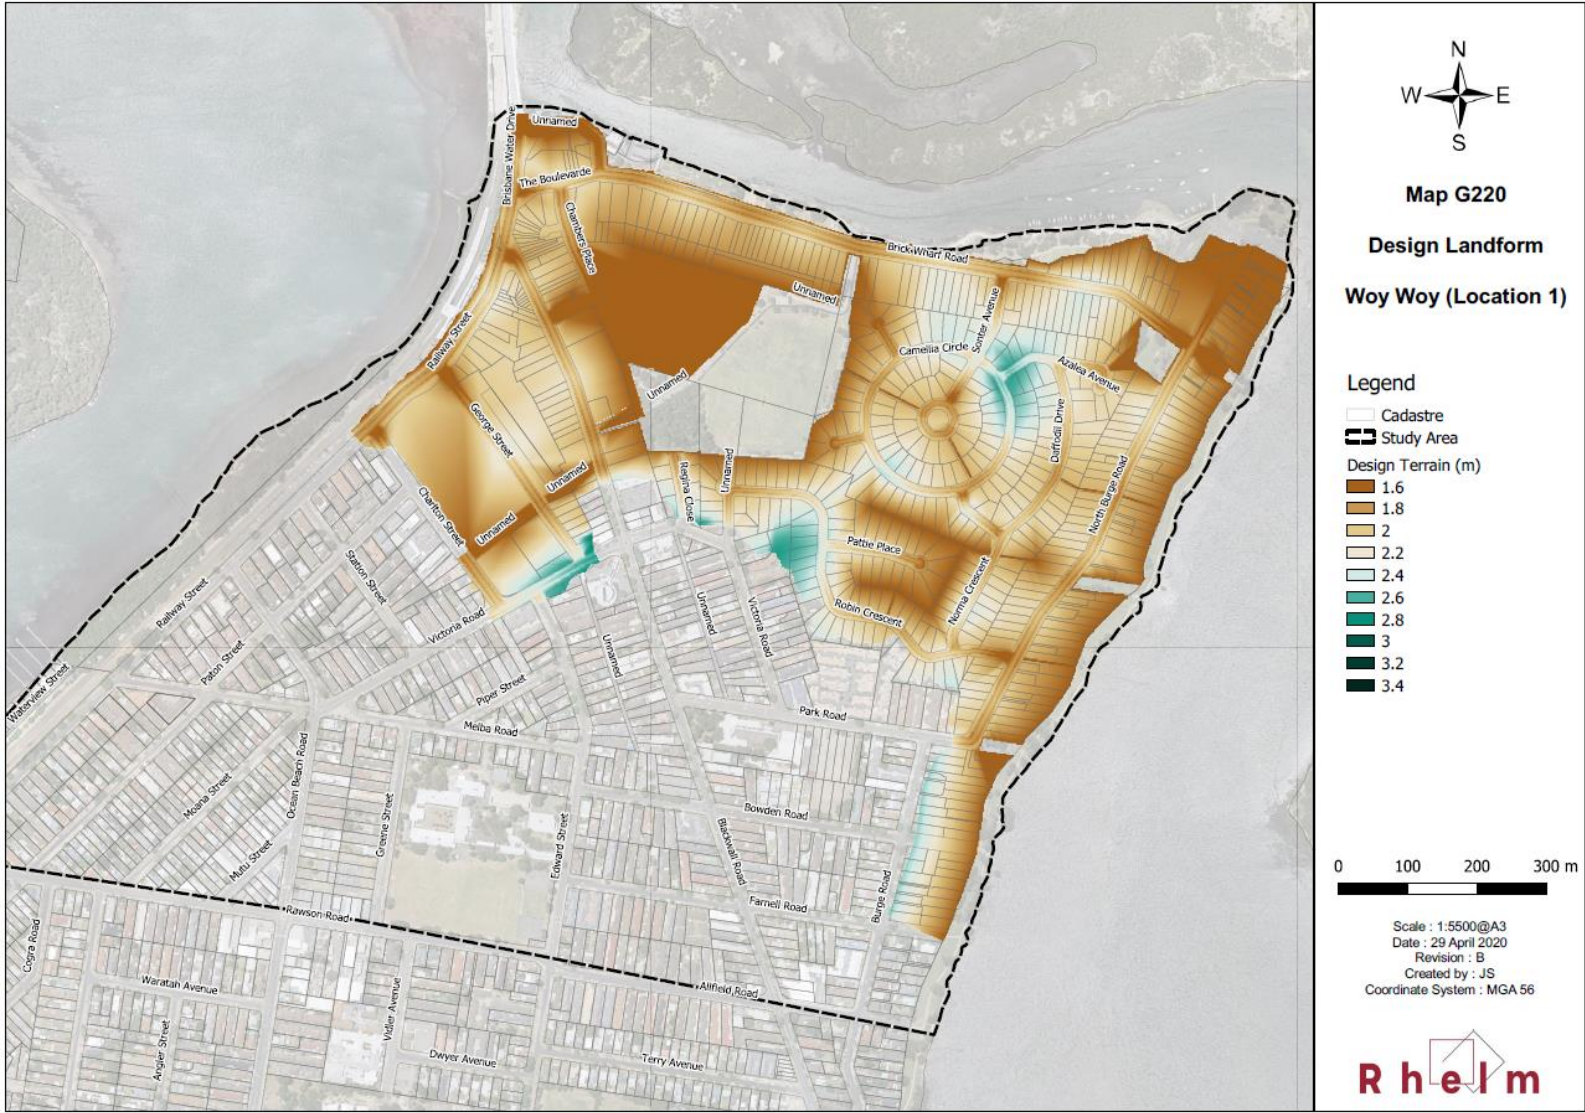 Unnamed
Brisbane Water Drive
The Boulevarde
Chambers Place
Brick Wharf Road
Unnamed
Sonter Avenue
Camellia Circle
Azalea Avenue
Railway Street
Unnamed
George Street
Daffodil Drive
Unnamed
Regina Close
Unnamed
North Burge Road
Charlton Street
Unnamed
Pattie Place
Station Street
Norma Crescent
Railway Street
Robin Crescent
Victoria Road
Unnamed
Victoria Road
Unnamed
Paton Street
Waterview Street
Piper Street
Park Road
Melba Road
Ocean Beach Road
Moana Street
Greene Street
Bowden Road
Mutu Street
Edward Street
Blackwall Road
Burge Road
Farnell Road
Rawson Road
Cogra Road
Waratah Avenue
Allfield Road
Vidler Avenue
Angler Street
Dwyer Avenue
Terry Avenue
N
W E
S
Map G220
Design Landform
Woy Woy (Location 1)
Legend
Cadastre
Study Area
Design Terrain (m)
1.6
1.8
2
2.2
2.4
2.6
2.8
3
3.2
3.4
0 100 200 300 m
Scale : 1:5500@A3
Date : 29 April 2020
Revision : B
Created by : JS
Coordinate System : MGA 56
Rhelm